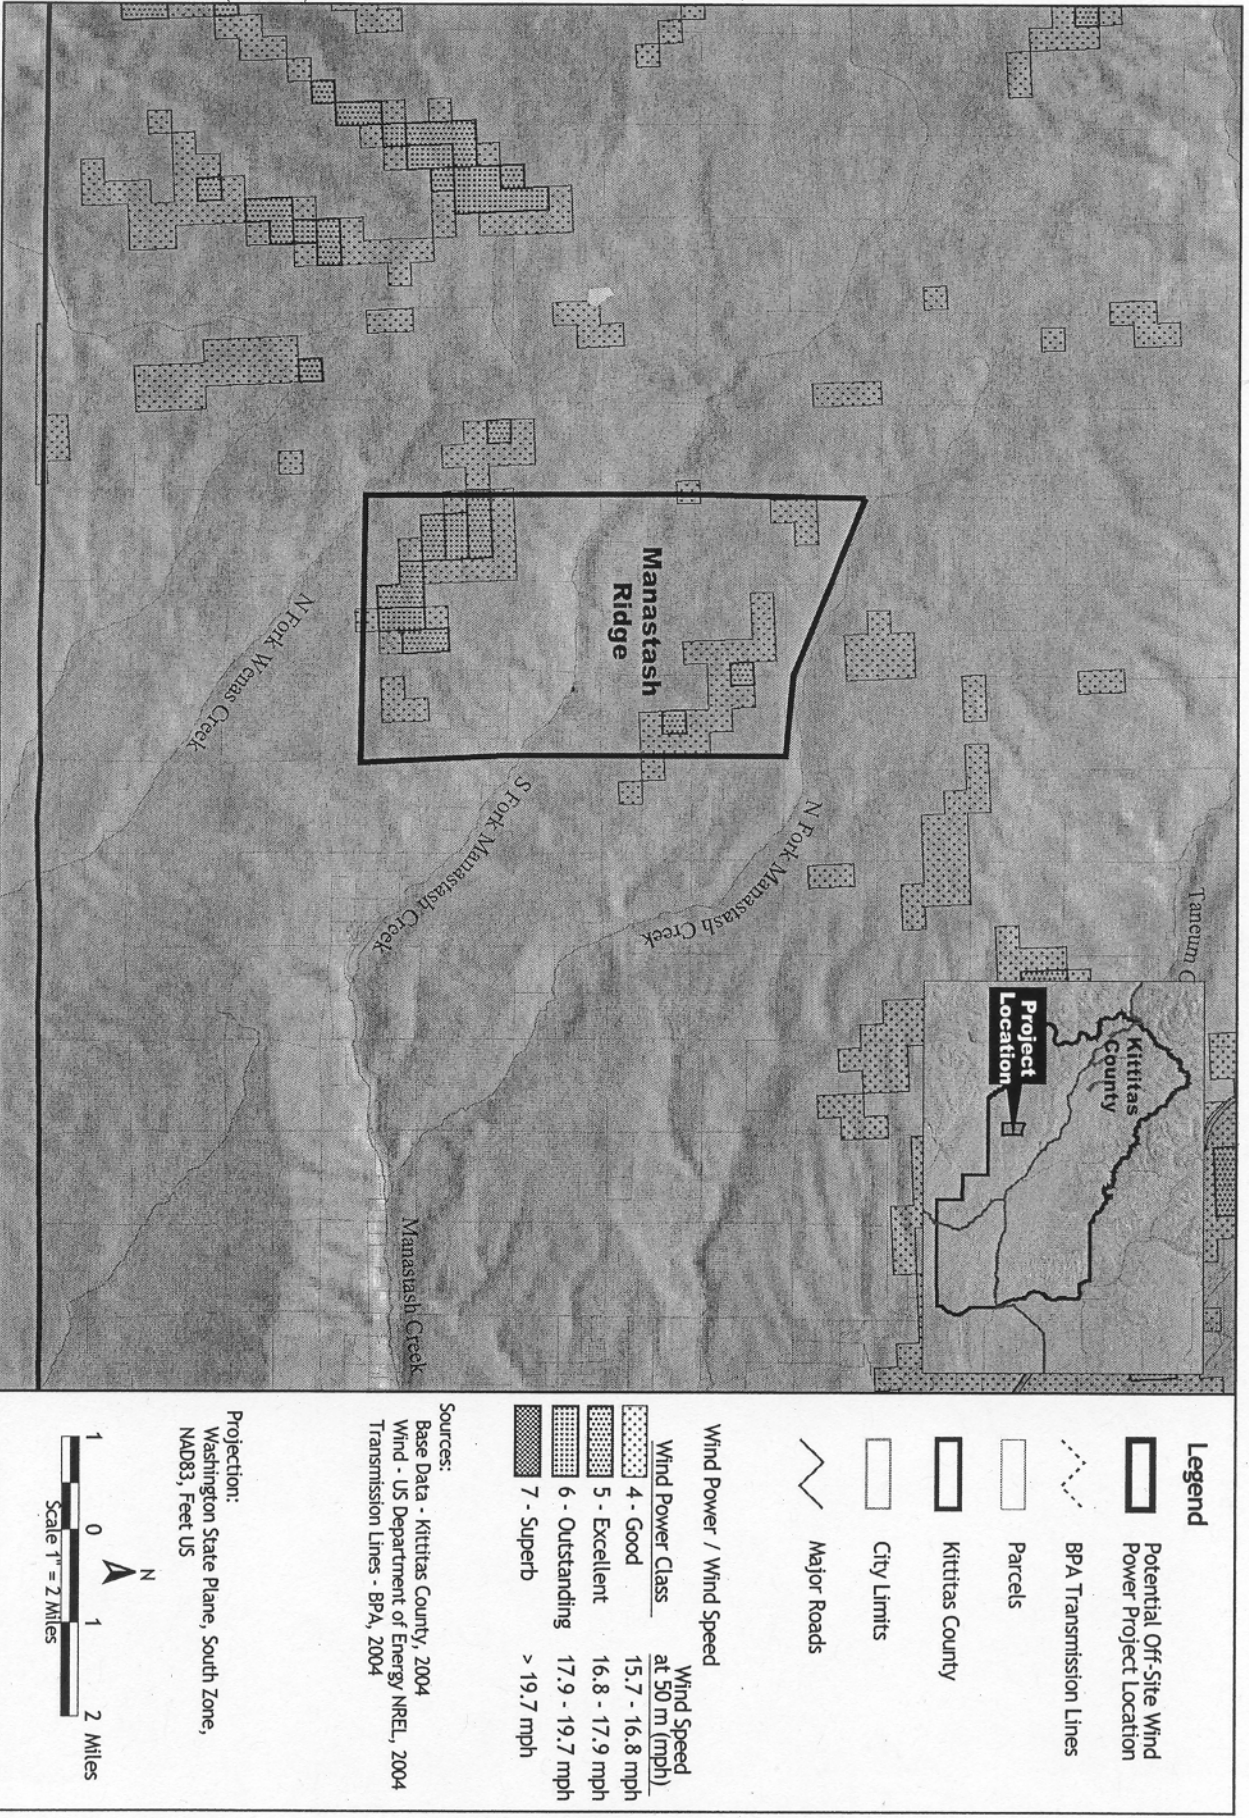 Manastash
Ridge
N Fork Wenas Creek
S Fork Manastash Creek
N Fork Manastash Creek
Manastash Creek
Taneum C
Kittitas
County
Project
Location
Legend
Potential Off-Site Wind
Power Project Location
BPA Transmission Lines
Parcels
Kittitas County
City Limits
Major Roads
Wind Power / Wind Speed
Wind Power Class Wind Speed at 50 m (mph)
4 - Good 15.7 - 16.8 mph
5 - Excellent 16.8 - 17.9 mph
6 - Outstanding 17.9 - 19.7 mph
7 - Superb > 19.7 mph
Sources:
Base Data - Kittitas County, 2004
Wind - US Department of Energy NREL, 2004
Transmission Lines - BPA, 2004
Projection:
Washington State Plane, South Zone,
NAD83, Feet US
N
1 0 1 2 Miles
Scale 1" = 2 Miles